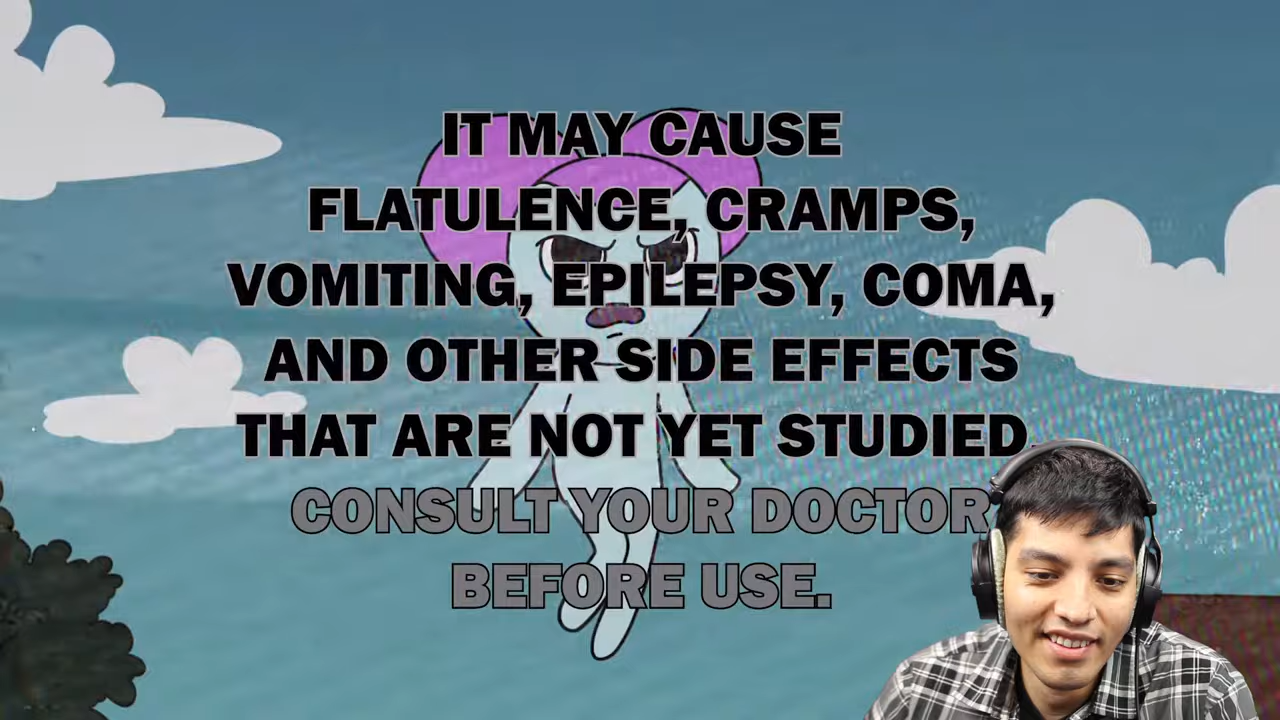 IT MAY CAUSE
FLATULENCE, CRAMPS,
VOMITING, EPILEPSY, COMA,
AND OTHER SIDE EFFECTS
THAT ARE NOT YET STUDIED.
CONSULT YOUR DOCTOR
BEFORE USE.